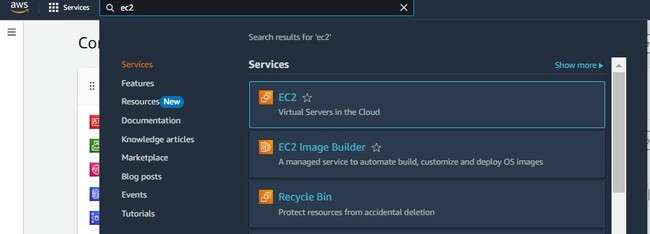 aws
Services
ec2
Search results for 'ec2'
Services
Features
Resources New
Documentation
Knowledge articles
Marketplace
Blog posts
Events
Tutorials
Services
Show more
EC2
Virtual Servers in the Cloud
EC2 Image Builder
A managed service to automate build, customize and deploy OS images
Recycle Bin
Protect resources from accidental deletion
Co